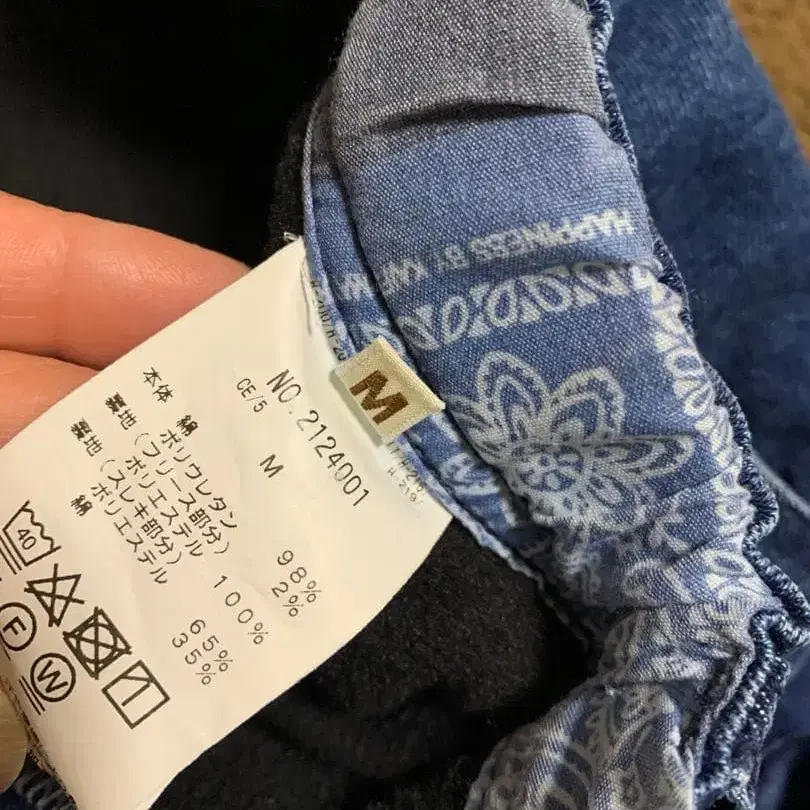 HAPPINESS BY
M
NO.2124001
CE/5 M
本体 綿 98%
ポリウレタン 2%
裏地(フリース部分)
ポリエステル 100%
裏地(スレキ部分)
綿 65%
ポリエステル 35%
40
F
W